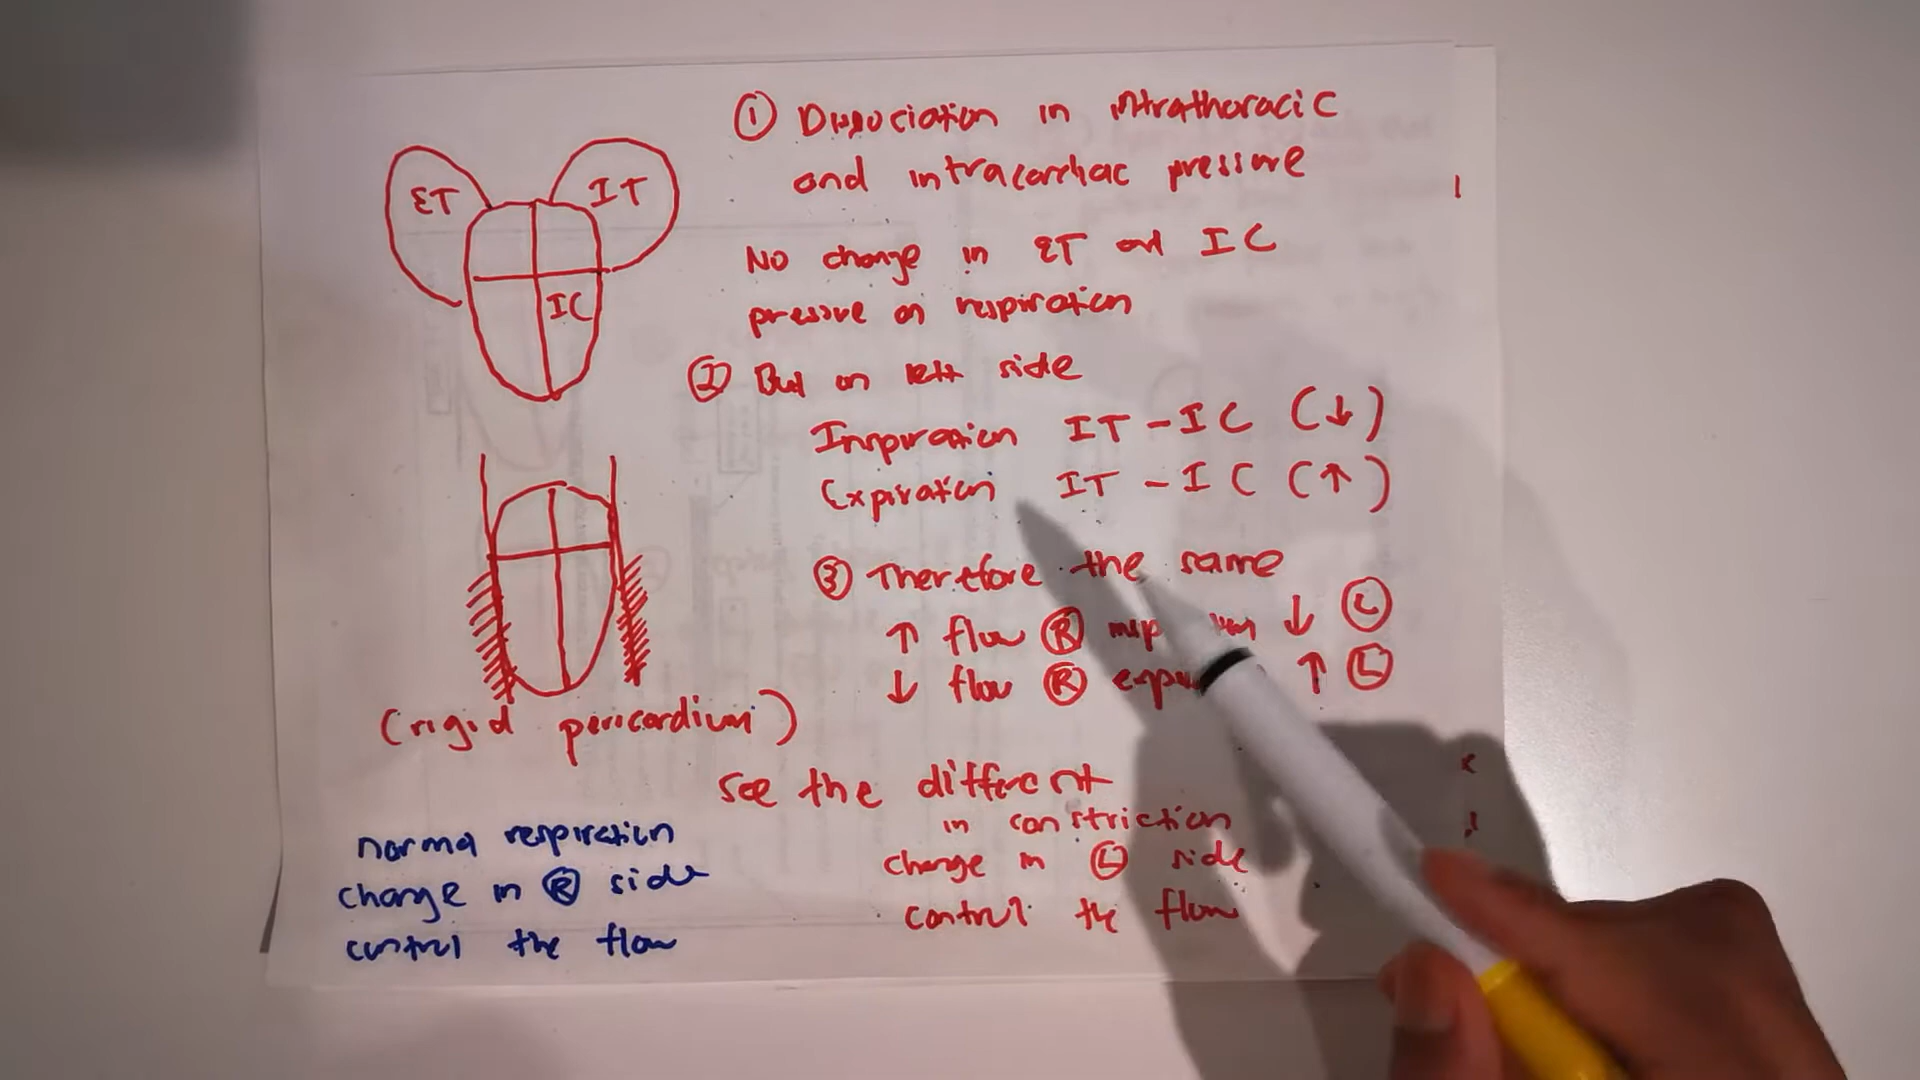 ET
IT
IC
① Dissociation in intrathoracic
and intracardiac pressure
No change in ET and IC
pressure on respiration
② But on left side
Inspiration IT - IC (↓)
Expiration IT - IC (↑)
③ Therefore the same
↑ flow Ⓡ ↓ Ⓛ
↓ flow Ⓡ ↑ Ⓛ
(rigid pericardium)
see the different
in constriction
change in Ⓛ side
control the flow
normal respiration
change in Ⓡ side
control the flow